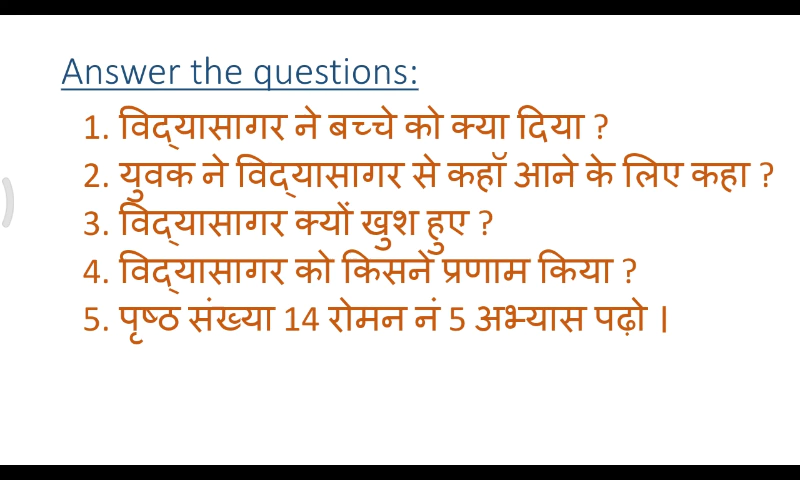 Answer the questions:
1. विद्‌यासागर ने बच्चे को क्या दिया ?
2. युवक ने विद्‌यासागर से कहॉ आने के लिए कहा ?
3. विद्‌यासागर क्यों खुश हुए ?
4. विद्‌यासागर को किसने प्रणाम किया ?
5. पृष्ठ संख्या 14 रोमन नं 5 अभ्यास पढ़ो ।